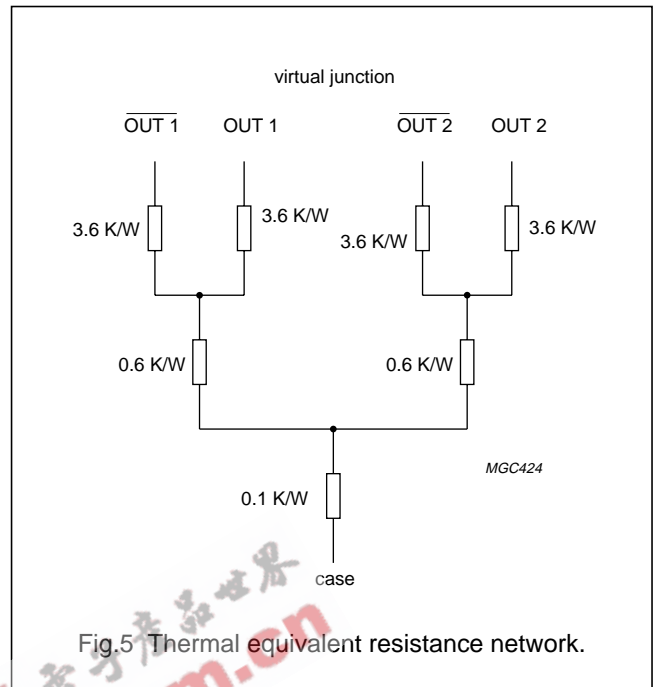 virtual junction
OUT 1 OUT 1 OUT 2 OUT 2
3.6 K/W 3.6 K/W 3.6 K/W 3.6 K/W
0.6 K/W 0.6 K/W
MGC424
0.1 K/W
case
Fig.5 Thermal equivalent resistance network.